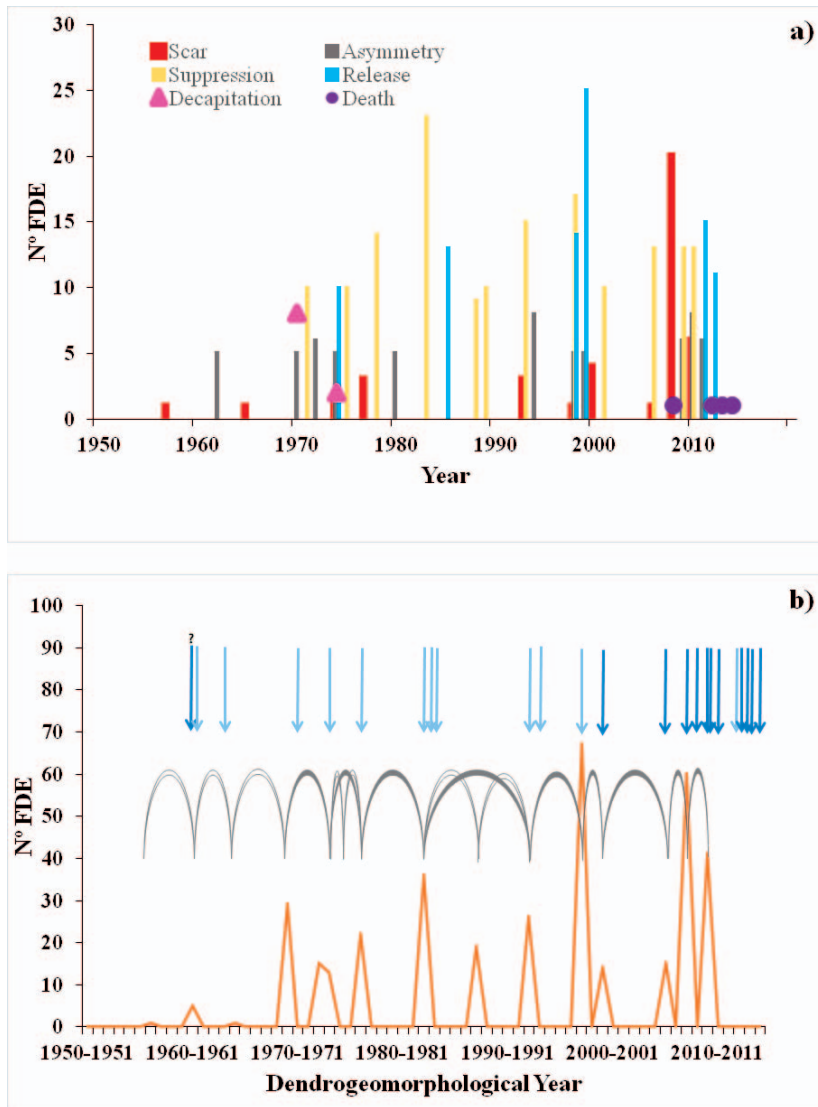 a)
30
25
20
15
10
5
0
Nº FDE
Scar Asymmetry
Suppression Release
Decapitation Death
1950 1960 1970 1980 1990 2000 2010
Year
b)
100
90
80
70
60
50
40
30
20
10
0
Nº FDE
?
1950-1951 1960-1961 1970-1971 1980-1981 1990-1991 2000-2001 2010-2011
Dendrogeomorphological Year